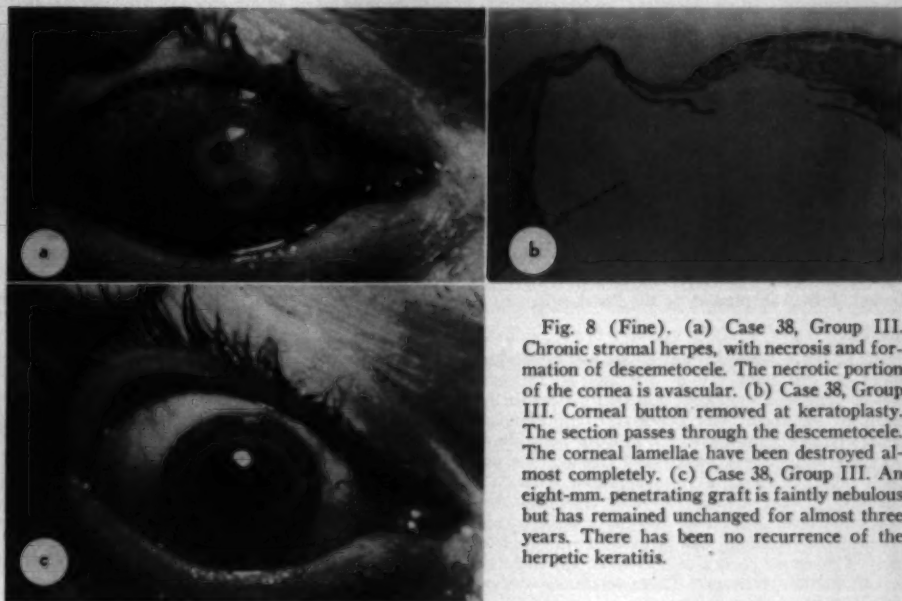 a
b
c
Fig. 8 (Fine). (a) Case 38, Group III.
Chronic stromal herpes, with necrosis and for-
mation of descemetocele. The necrotic portion
of the cornea is avascular. (b) Case 38, Group
III. Corneal button removed at keratoplasty.
The section passes through the descemetocele.
The corneal lamellae have been destroyed al-
most completely. (c) Case 38, Group III. An
eight-mm. penetrating graft is faintly nebulous
but has remained unchanged for almost three
years. There has been no recurrence of the
herpetic keratitis.